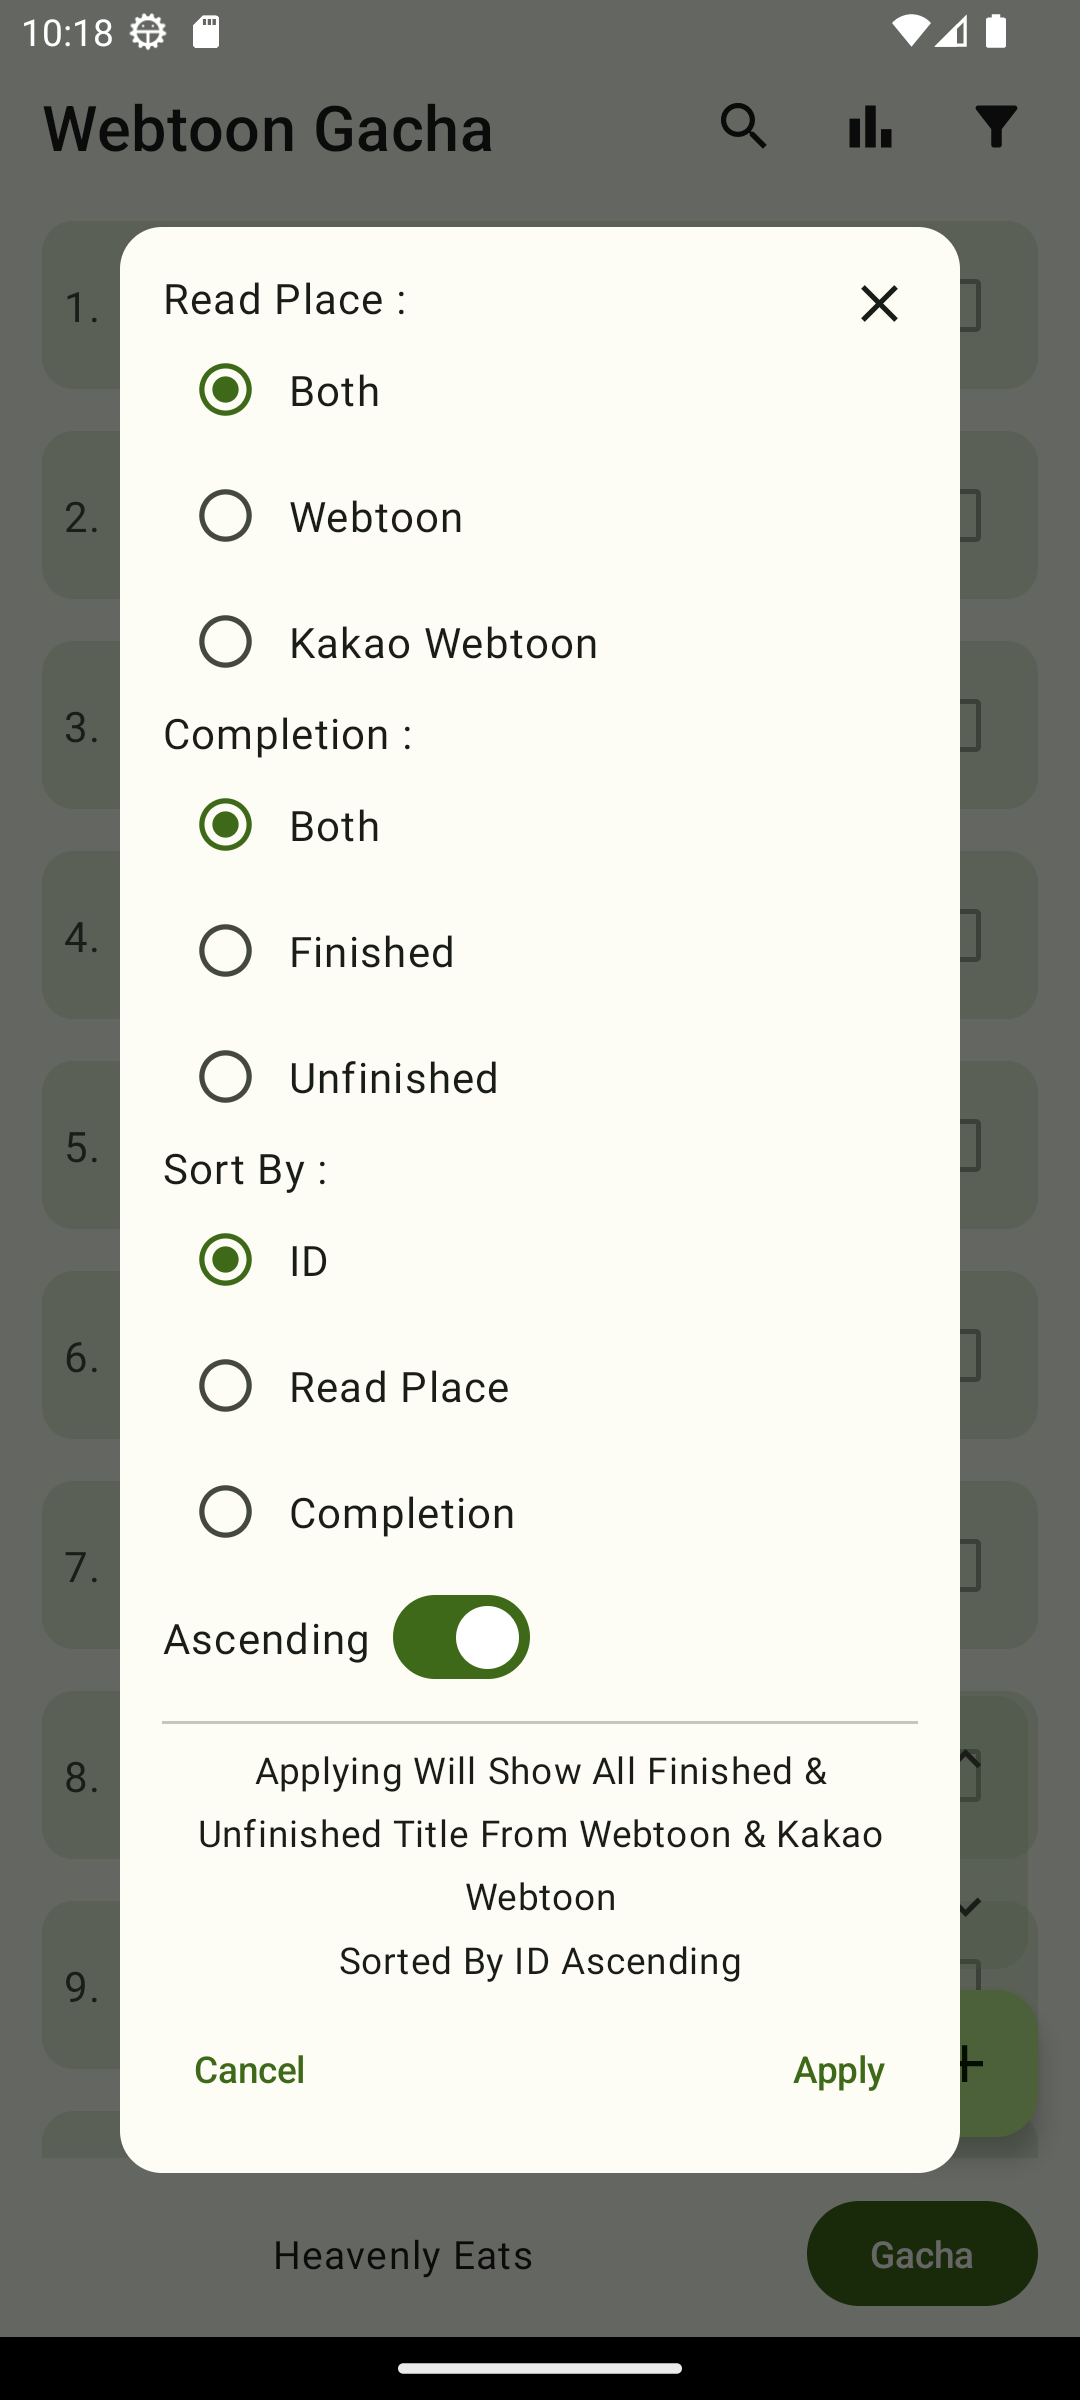 10:18
Webtoon Gacha
Read Place :
1.
Both
2.
Webtoon
Kakao Webtoon
3.
Completion :
Both
4.
Finished
Unfinished
5.
Sort By :
ID
6.
Read Place
Completion
7.
Ascending
8.
Applying Will Show All Finished &
Unfinished Title From Webtoon & Kakao
Webtoon
Sorted By ID Ascending
9.
Cancel
Apply
Heavenly Eats
Gacha